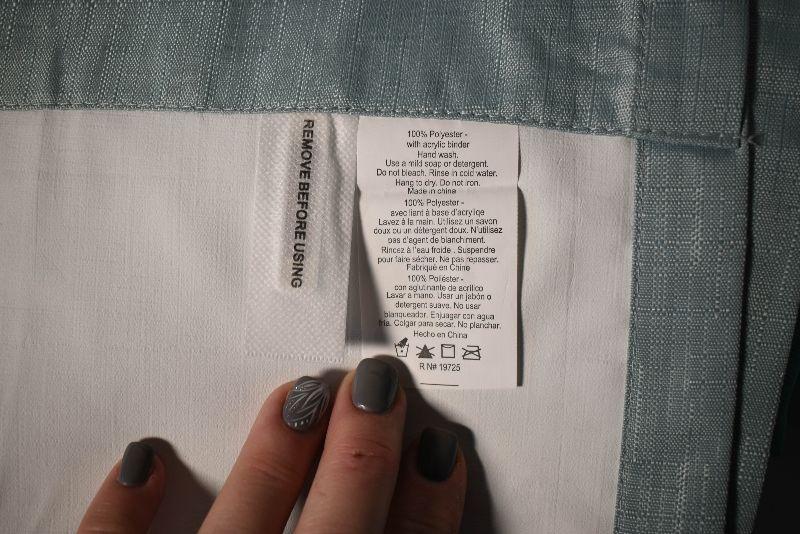 REMOVE BEFORE USING
100% Polyester -
with acrylic binder
Hand wash.
Use a mild soap or detergent.
Do not bleach. Rinse in cold water.
Hang to dry. Do not iron.
Made in china
100% Polyester -
avec liant à base d'acryliqe
Lavez à la main. Utilisez un savon
doux ou un détergent doux. N'utilisez
pas d'agent de blanchiment.
Rincez à l'eau froide . Suspendre
pour faire sécher. Ne pas repasser.
Fabriqué en Chine
100% Poliéster -
con aglutinante de acrílico
Lavar a mano. Usar un jabón o
detergent suave. No usar
blanqueador. Enjuagar con agua
fría. Colgar para secar. No planchar.
Hecho en China
R N# 19725